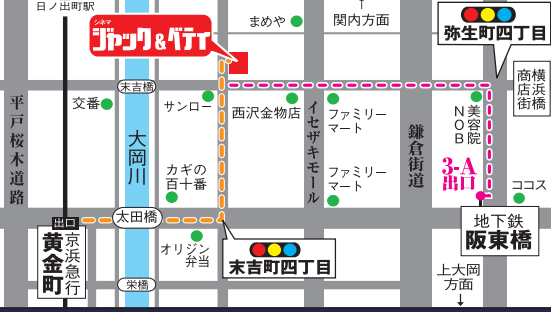 日ノ出町駅
シネマ
ジャック&ベティ
まめや
↑
関内方面
弥生町四丁目
横浜橋
商店街
末吉橋
交番
サンロー
西沢金物店
イセザキモール
ファミリー
マート
鎌倉街道
美容院
NOB
平戸桜木道路
大岡川
カギの
百十番
ファミリー
マート
3-A
出口
ココス
出口
太田橋
京浜急行
黄金町
オリジン
弁当
末吉町四丁目
地下鉄
阪東橋
栄橋
上大岡
方面
↓